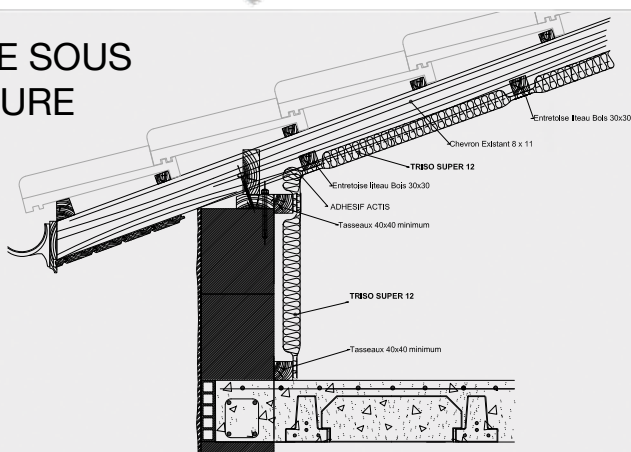 E SOUS
URE
Entretoise liteau Bois 30x30
Chevron Existant 8 x 11
TRISO SUPER 12
Entretoise liteau Bois 30x30
ADHESIF ACTIS
Tasseaux 40x40 minimum
TRISO SUPER 12
Tasseaux 40x40 minimum